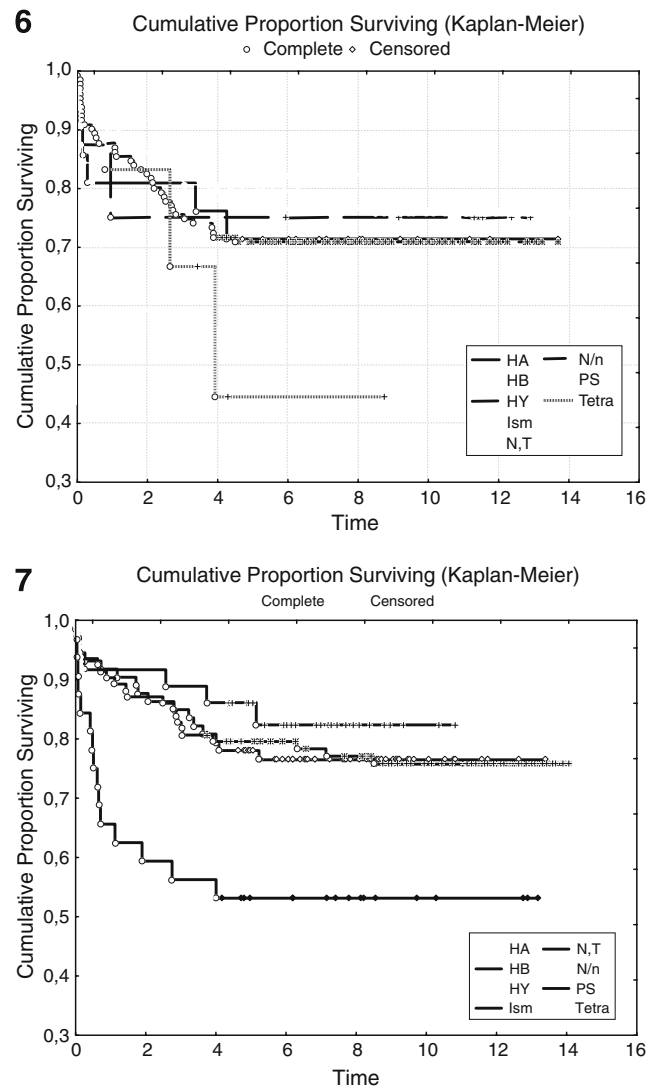 6
Cumulative Proportion Surviving (Kaplan-Meier)
Complete Censored
Cumulative Proportion Surviving
1,0
0,9
0,8
0,7
0,6
0,5
0,4
0,3
0 2 4 6 8 10 12 14 16
Time
HA N/n
HB PS
HY Tetra
Ism
N,T
7
Cumulative Proportion Surviving (Kaplan-Meier)
Complete Censored
Cumulative Proportion Surviving
1,0
0,9
0,8
0,7
0,6
0,5
0,4
0,3
0 2 4 6 8 10 12 14 16
Time
HA N,T
HB N/n
HY PS
Ism Tetra